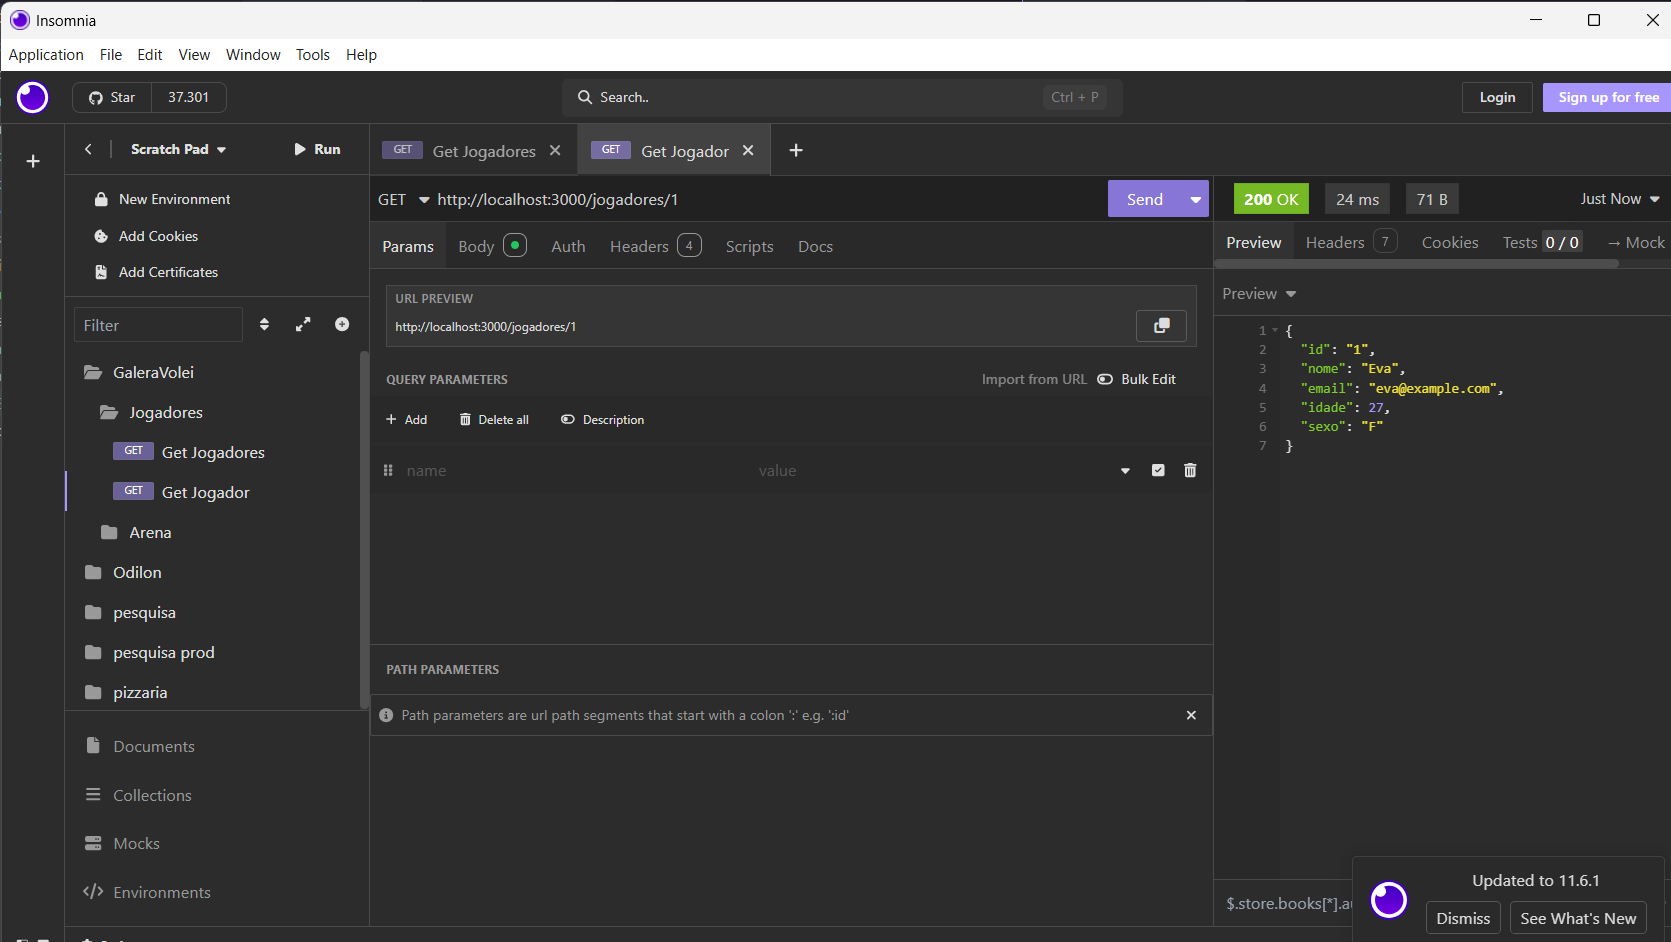 Insomnia
Application File Edit View Window Tools Help
Star 37.301 Search.. Ctrl + P Login Sign up for free
Scratch Pad Run
New Environment
Add Cookies
Add Certificates
Filter
GaleraVolei
Jogadores
GET Get Jogadores
GET Get Jogador
Arena
Odilon
pesquisa
pesquisa prod
pizzaria
Documents
Collections
Mocks
Environments
GET Get Jogadores GET Get Jogador
GET http://localhost:3000/jogadores/1 Send
Params Body Auth Headers 4 Scripts Docs
URL PREVIEW
http://localhost:3000/jogadores/1
QUERY PARAMETERS Import from URL Bulk Edit
Add Delete all Description
name value
PATH PARAMETERS
Path parameters are url path segments that start with a colon ':' e.g. ':id'
200 OK 24 ms 71 B Just Now
Preview Headers 7 Cookies Tests 0 / 0 → Mock
Preview
1 {
2 "id": "1",
3 "nome": "Eva",
4 "email": "eva@example.com",
5 "idade": 27,
6 "sexo": "F"
7 }
$.store.books[*].au
Updated to 11.6.1
Dismiss See What's New